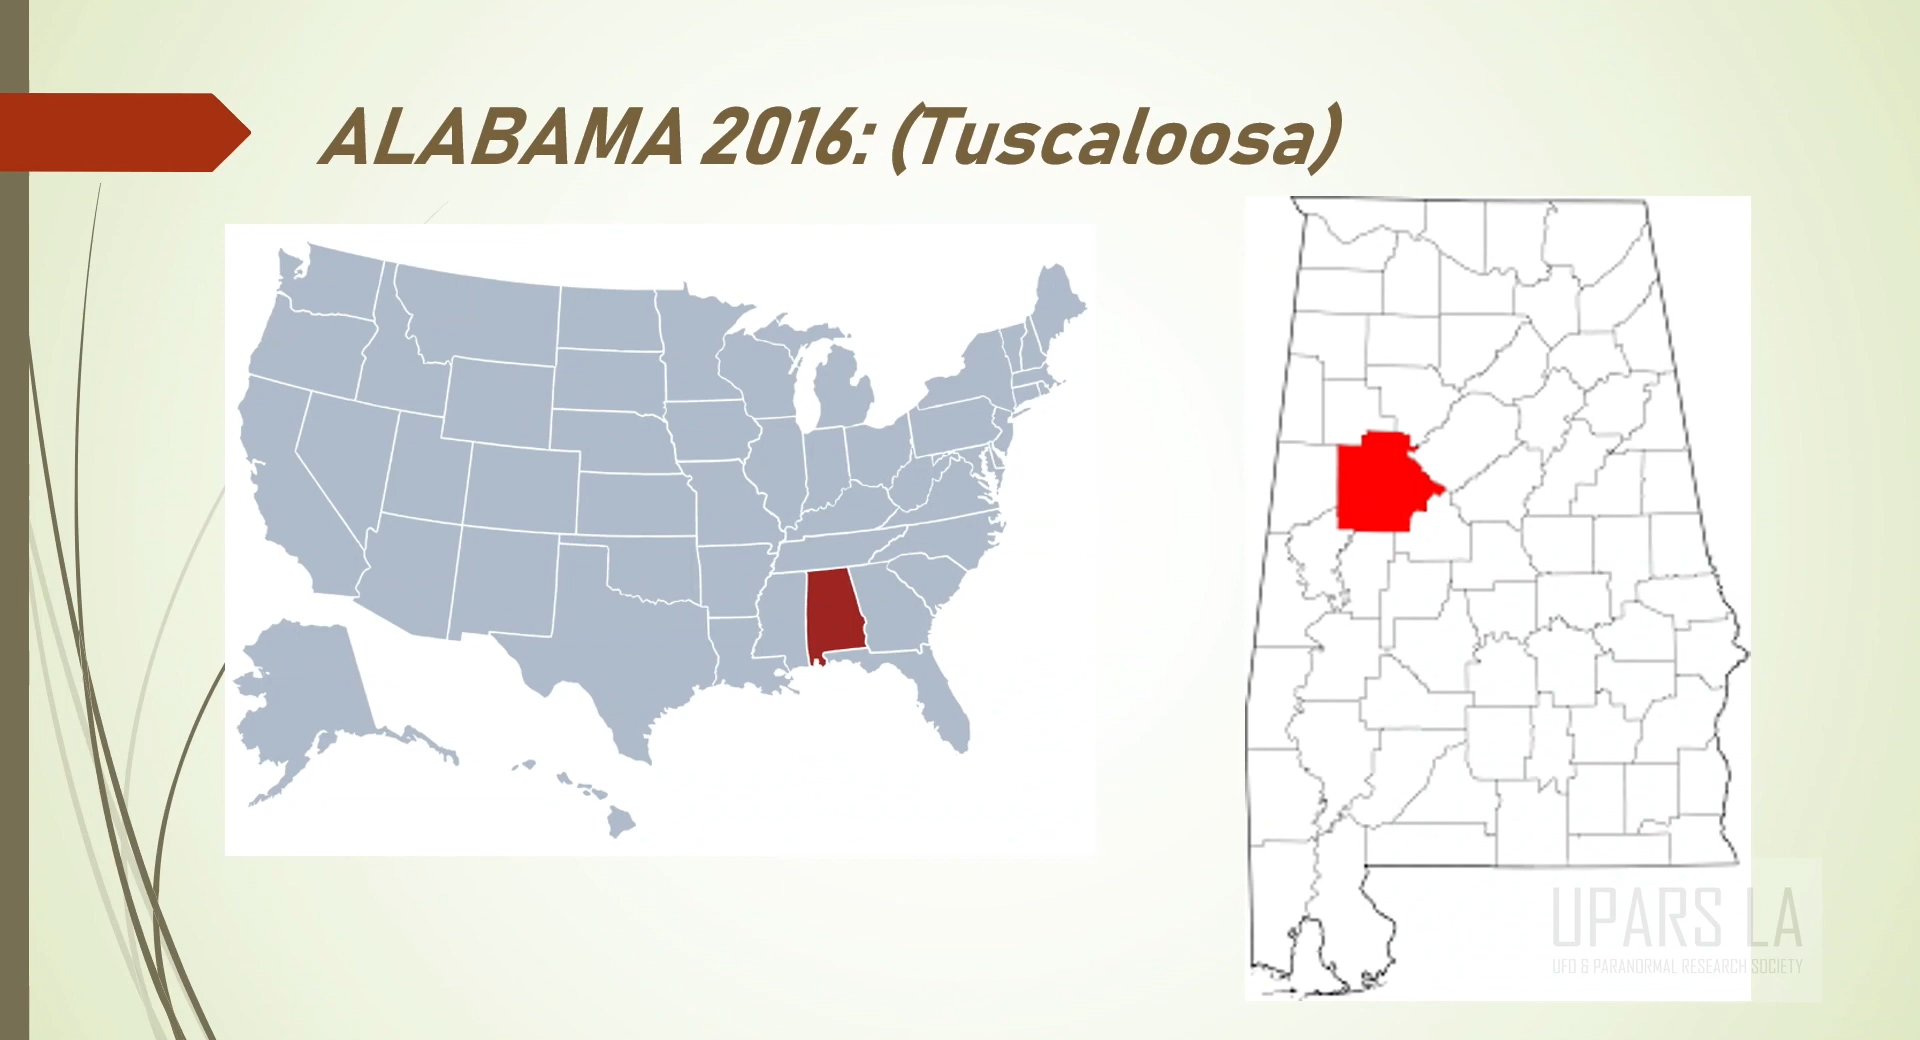 ALABAMA 2016: (Tuscaloosa)
UPARS LA
UFO & PARANORMAL RESEARCH SOCIETY